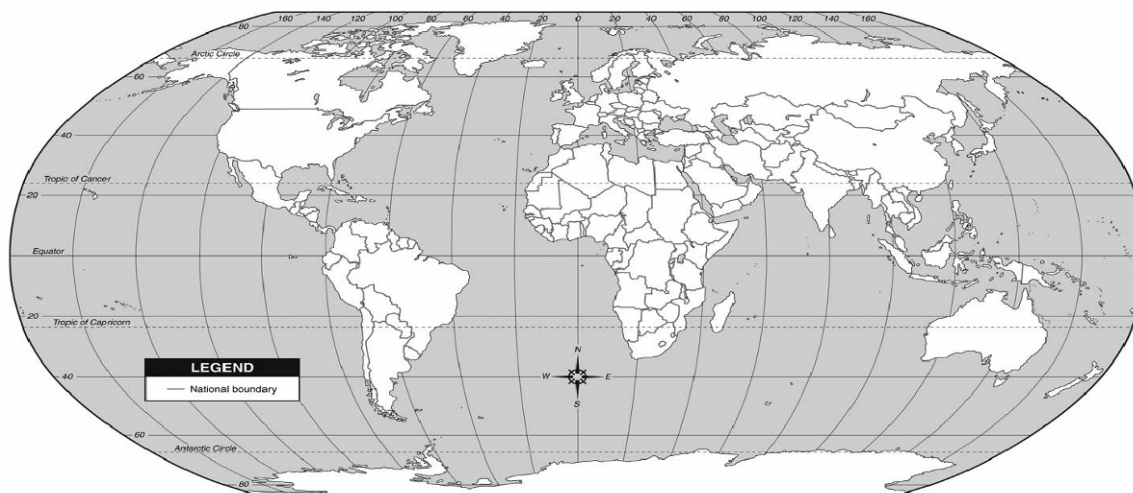 160 140 120 100 80 60 40 20 0 20 40 60 80 100 120 140 160
80
Arctic Circle
60
40
Tropic of Cancer
20
Equator
20
Tropic of Capricorn
N
LEGEND
W E
40
National boundary
S
60
Antarctic Circle
80